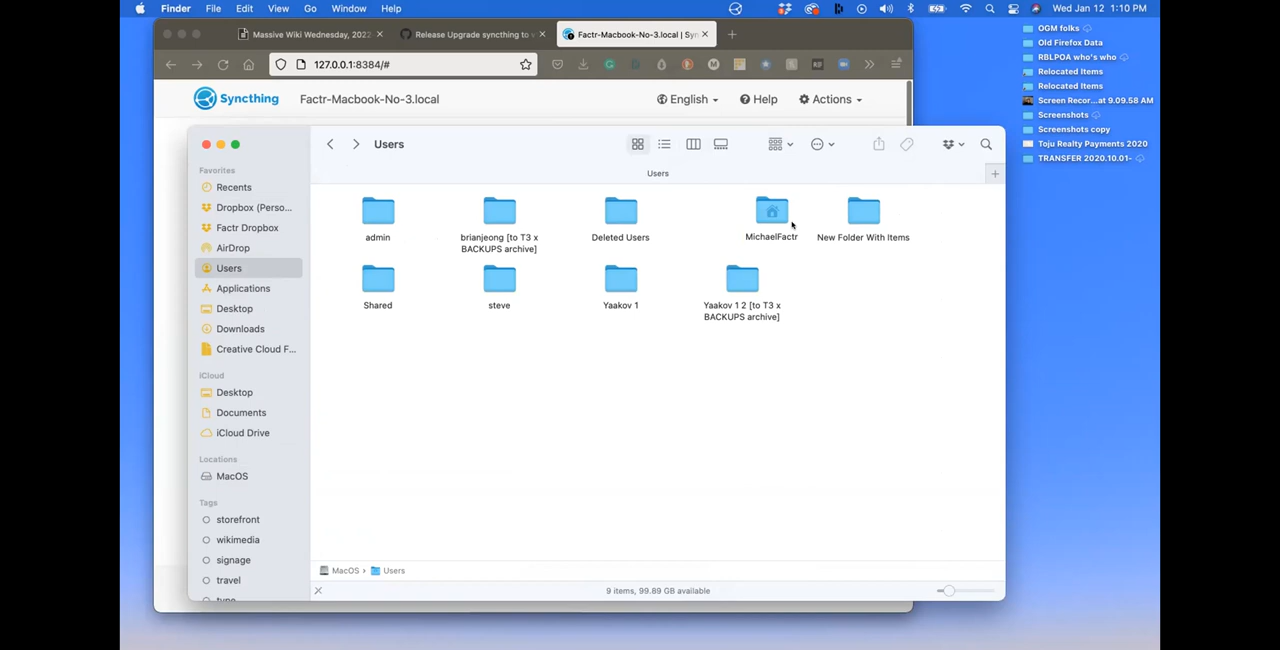 Finder File Edit View Go Window Help Wed Jan 12 1:10 PM
Massive Wiki Wednesday, 2022
Release Upgrade syncthing to v
Factr-Macbook-No-3.local | Syn
127.0.0.1:8384/#
Syncthing Factr-Macbook-No-3.local English Help Actions
OGM folks
Old Firefox Data
RBLPOA who's who
Relocated Items
Relocated Items
Screen Recor...at 9.09.58 AM
Screenshots
Screenshots copy
Toju Realty Payments 2020
TRANSFER 2020.10.01-
Users
Users
Favorites
Recents
Dropbox (Perso...
Factr Dropbox
AirDrop
Users
Applications
Desktop
Downloads
Creative Cloud F...
iCloud
Desktop
Documents
iCloud Drive
Locations
MacOS
Tags
storefront
wikimedia
signage
travel
type
admin
brianjeong [to T3 x
BACKUPS archive]
Deleted Users
MichaelFactr
New Folder With Items
Shared
steve
Yaakov 1
Yaakov 1 2 [to T3 x
BACKUPS archive]
MacOS › Users
9 items, 99.89 GB available